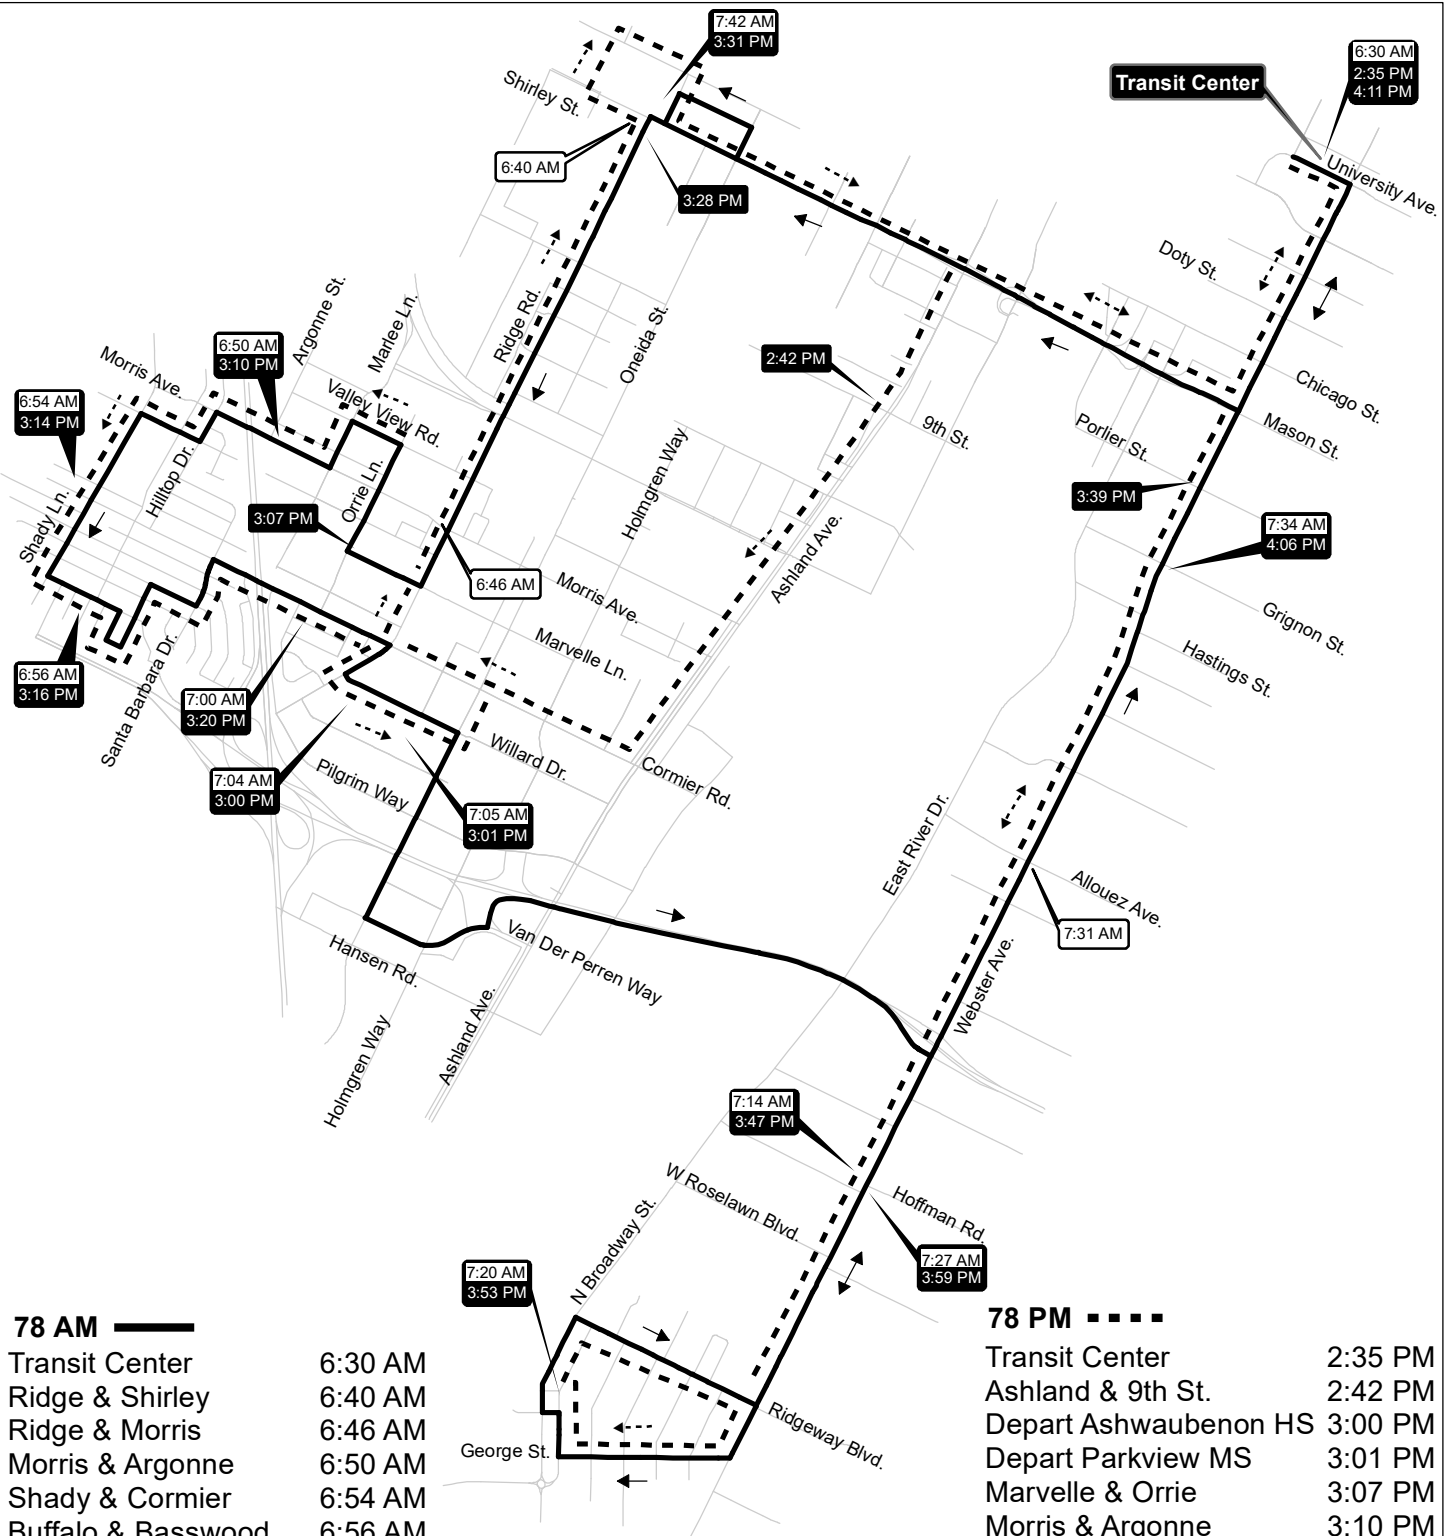 7:42 AM
3:31 PM
6:30 AM
2:35 PM
4:11 PM
Transit Center
Shirley St.
6:40 AM
3:28 PM
University Ave.
Doty St.
Argonne St.
Marlee Ln.
Ridge Rd.
Oneida St.
2:42 PM
6:50 AM
3:10 PM
Morris Ave.
6:54 AM
3:14 PM
Valley View Rd.
Chicago St.
Mason St.
Porlier St.
9th St.
Hilltop Dr.
Orrie Ln.
Holmgren Way
3:39 PM
3:07 PM
Shady Ln.
Ashland Ave.
7:34 AM
4:06 PM
6:46 AM
Morris Ave.
Grignon St.
Marvelle Ln.
Hastings St.
6:56 AM
3:16 PM
Santa Barbara Dr.
7:00 AM
3:20 PM
Willard Dr.
Cormier Rd.
7:04 AM
3:00 PM
Pilgrim Way
7:05 AM
3:01 PM
East River Dr.
Allouez Ave.
7:31 AM
Hansen Rd.
Van Der Perren Way
Webster Ave.
Holmgren Way
Ashland Ave.
7:14 AM
3:47 PM
W Roselawn Blvd.
Hoffman Rd.
N Broadway St.
7:20 AM
3:53 PM
7:27 AM
3:59 PM
George St.
Ridgeway Blvd.
78 AM
Transit Center 6:30 AM
Ridge & Shirley 6:40 AM
Ridge & Morris 6:46 AM
Morris & Argonne 6:50 AM
Shady & Cormier 6:54 AM
Buffalo & Basswood 6:56 AM
78 PM
Transit Center 2:35 PM
Ashland & 9th St. 2:42 PM
Depart Ashwaubenon HS 3:00 PM
Depart Parkview MS 3:01 PM
Marvelle & Orrie 3:07 PM
Morris & Argonne 3:10 PM